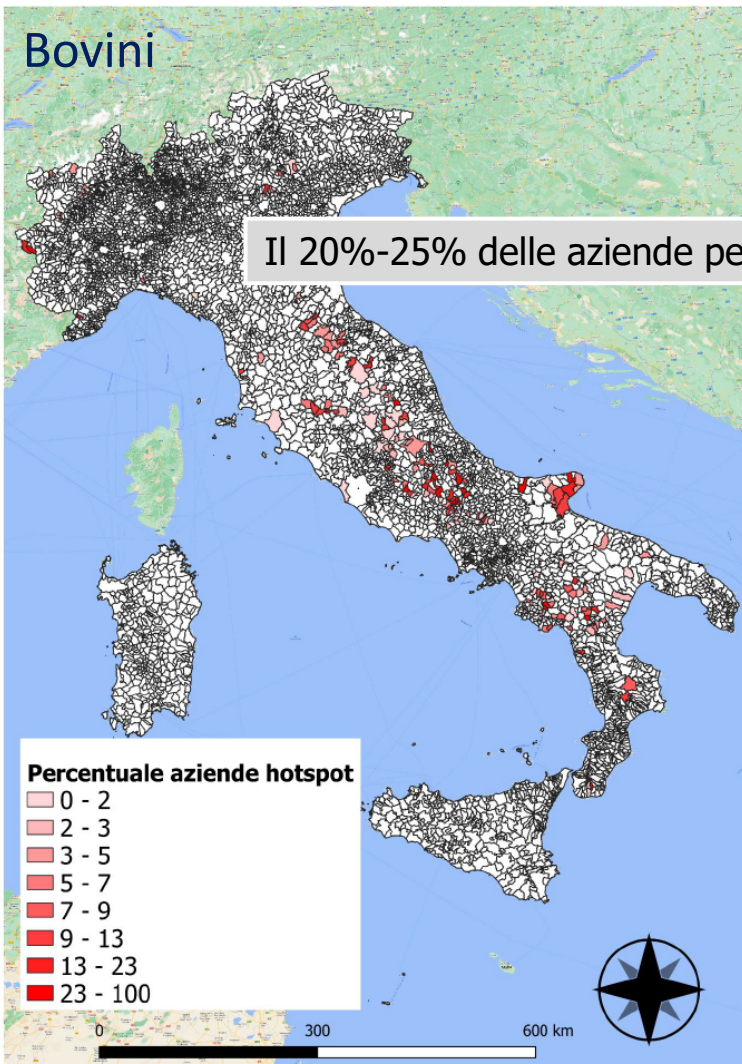 Bovini
Il 20%-25% delle aziende pe
Percentuale aziende hotspot
0 - 2
2 - 3
3 - 5
5 - 7
7 - 9
9 - 13
13 - 23
23 - 100
0 300 600 km